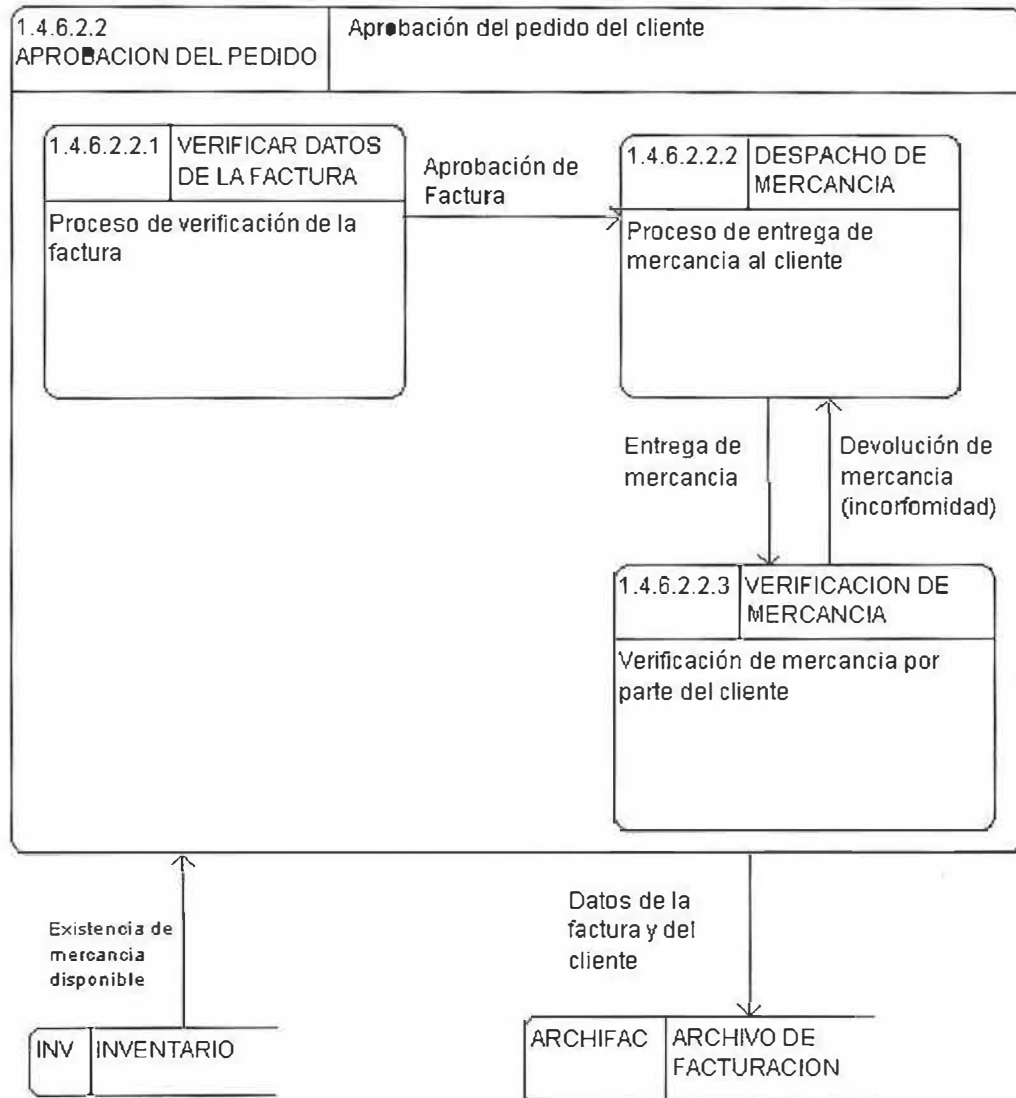 1.4.6.2.2
APROBACION DEL PEDIDO
Aprobación del pedido del cliente
1.4.6.2.2.1
VERIFICAR DATOS
DE LA FACTURA
Proceso de verificación de la
factura
Aprobación de
Factura
1.4.6.2.2.2
DESPACHO DE
MERCANCIA
Proceso de entrega de
mercancia al cliente
Entrega de
mercancia
Devolución de
mercancia
(incorfomidad)
1.4.6.2.2.3
VERIFICACION DE
MERCANCIA
Verificación de mercancia por
parte del cliente
Existencia de
mercancia
disponible
Datos de la
factura y del
cliente
INV
INVENTARIO
ARCHIFAC
ARCHIVO DE
FACTURACION